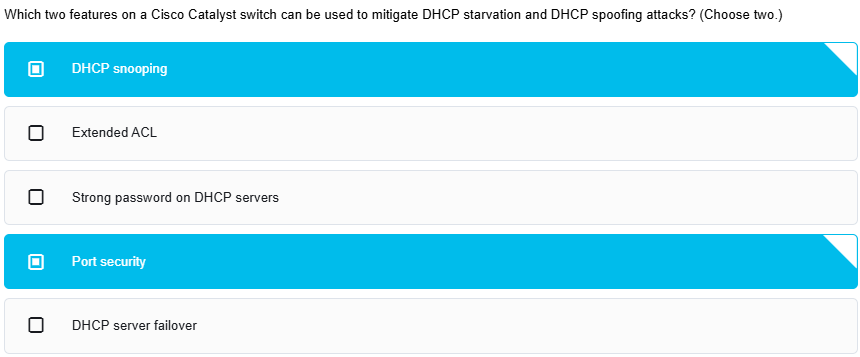 Which two features on a Cisco Catalyst switch can be used to mitigate DHCP starvation and DHCP spoofing attacks? (Choose two.)
DHCP snooping
Extended ACL
Strong password on DHCP servers
Port security
DHCP server failover